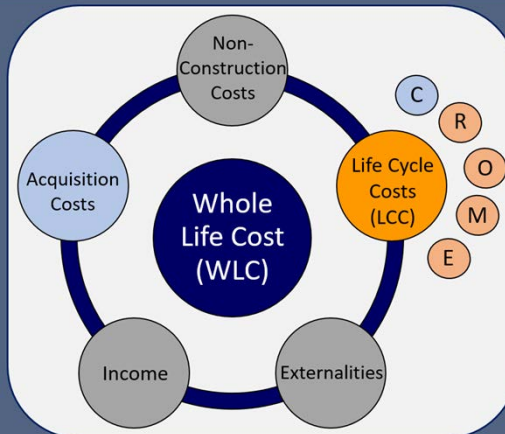 Non-
Construction
Costs
C
R
O
M
E
Life Cycle
Costs
(LCC)
Acquisition
Costs
Whole
Life Cost
(WLC)
Income
Externalities